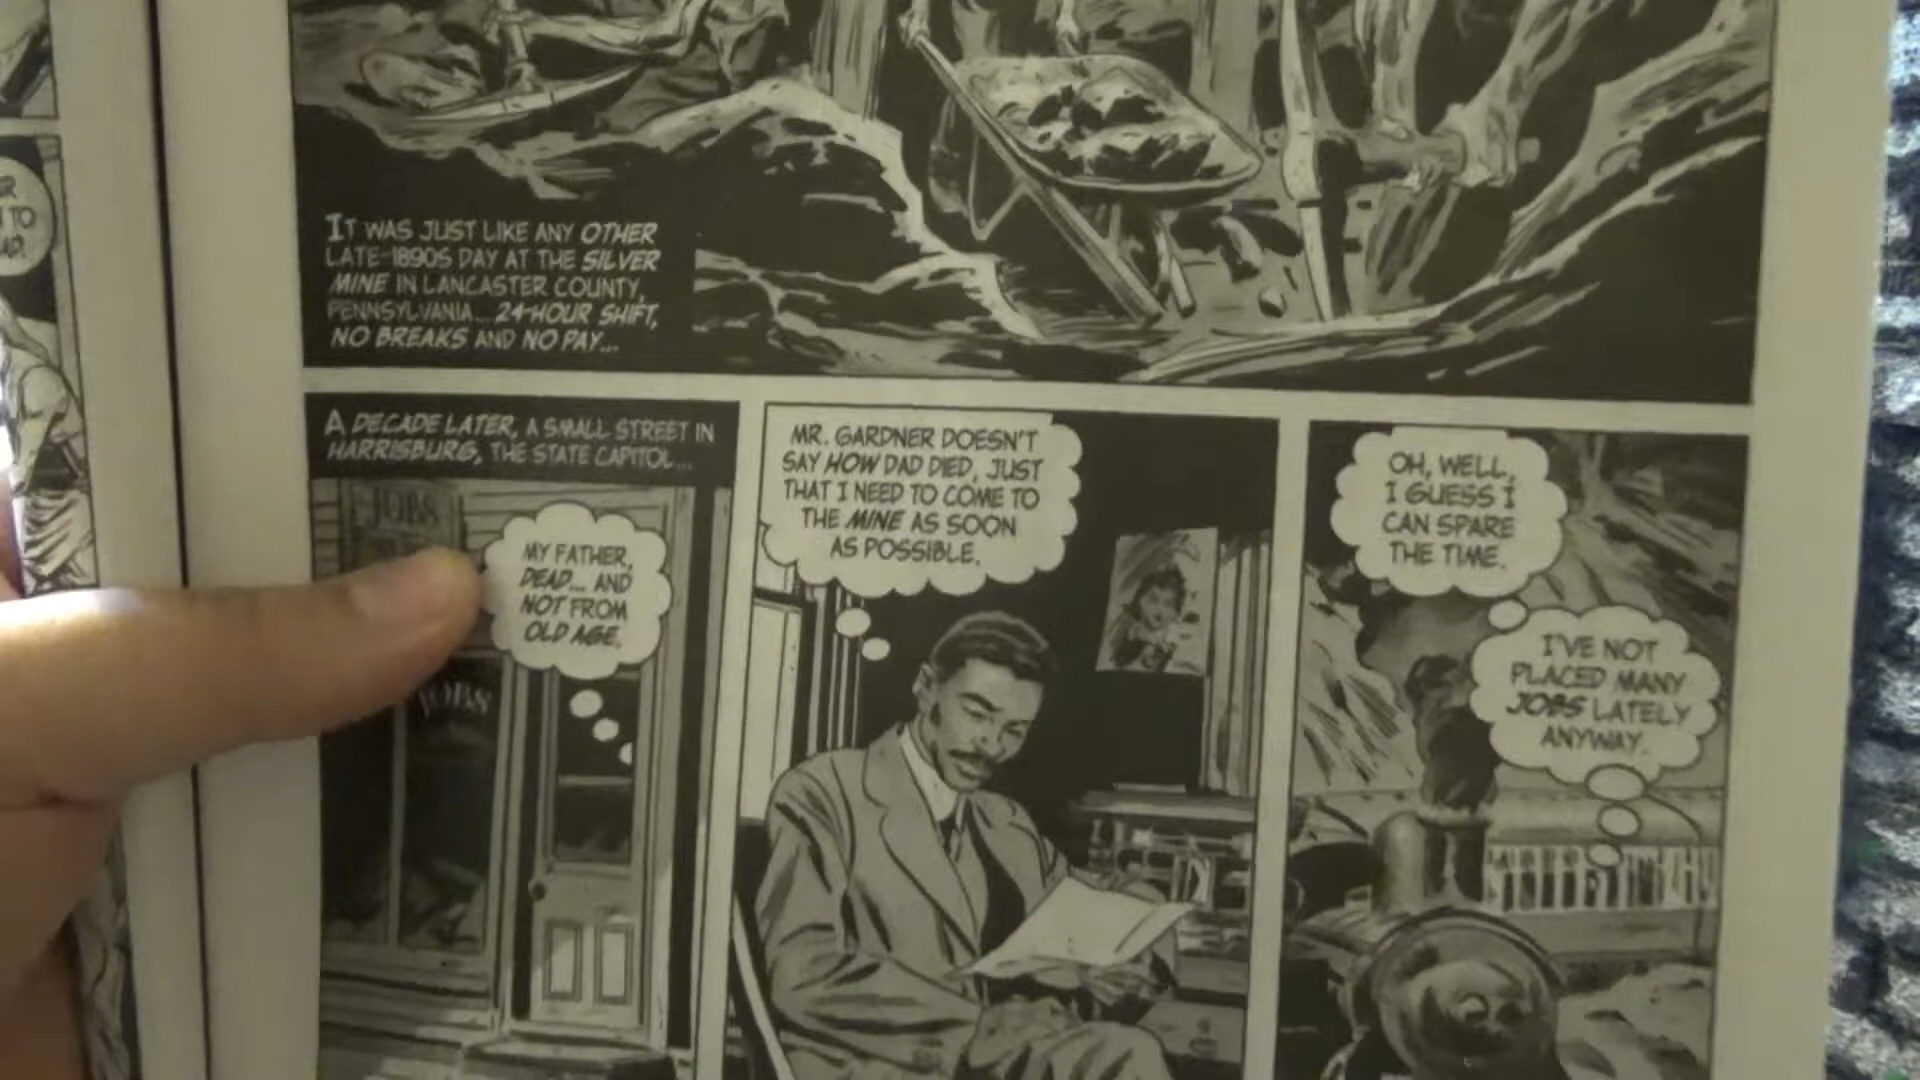 IT WAS JUST LIKE ANY OTHER
LATE-1890S DAY AT THE SILVER
MINE IN LANCASTER COUNTY,
PENNSYLVANIA... 24-HOUR SHIFT,
NO BREAKS AND NO PAY...
A DECADE LATER, A SMALL STREET IN
HARRISBURG, THE STATE CAPITOL...
JOBS
MY FATHER,
DEAD... AND
NOT FROM
OLD AGE.
JOBS
MR. GARDNER DOESN'T
SAY HOW DAD DIED, JUST
THAT I NEED TO COME TO
THE MINE AS SOON
AS POSSIBLE.
OH, WELL,
I GUESS I
CAN SPARE
THE TIME.
I'VE NOT
PLACED MANY
JOBS LATELY
ANYWAY.